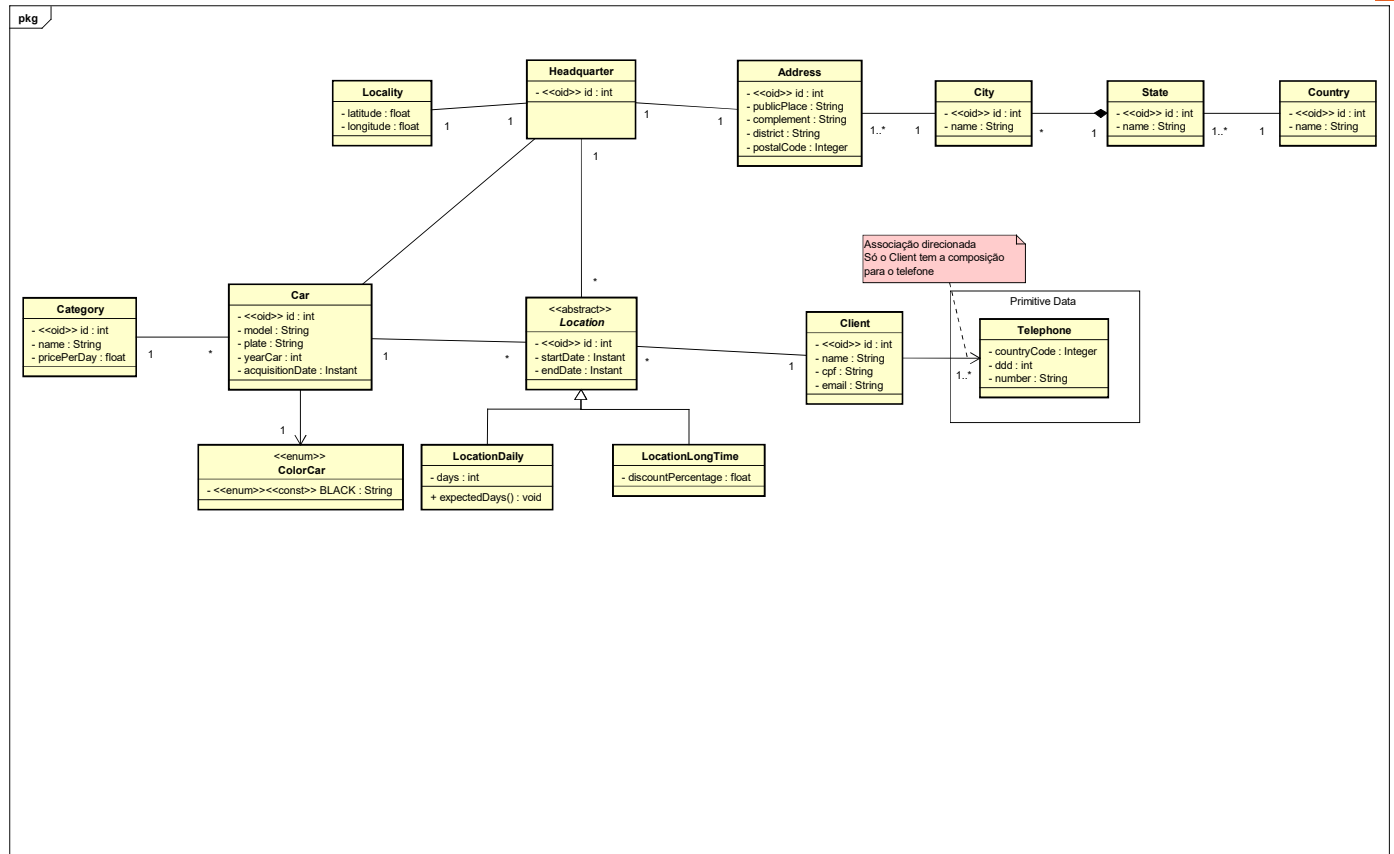 pkg
Locality
- latitude : float
- longitude : float
1
Headquarter
- <<oid>> id : int
1
1
1
Address
- <<oid>> id : int
- publicPlace : String
- complement : String
- district : String
- postalCode : Integer
1
1..*
City
- <<oid>> id : int
- name : String
1
*
State
- <<oid>> id : int
- name : String
1
1..*
Country
- <<oid>> id : int
- name : String
1
Associação direcionada
Só o Client tem a composição
para o telefone
Category
- <<oid>> id : int
- name : String
- pricePerDay : float
1
*
Car
- <<oid>> id : int
- model : String
- plate : String
- yearCar : int
- acquisitionDate : Instant
1
*
*
<<abstract>>
Location
- <<oid>> id : int
- startDate : Instant
- endDate : Instant
*
1
Client
- <<oid>> id : int
- name : String
- cpf : String
- email : String
1..*
Primitive Data
Telephone
- countryCode : Integer
- ddd : int
- number : String
1
<<enum>>
ColorCar
- <<enum>><<const>> BLACK : String
LocationDaily
- days : int
+ expectedDays() : void
LocationLongTime
- discountPercentage : float